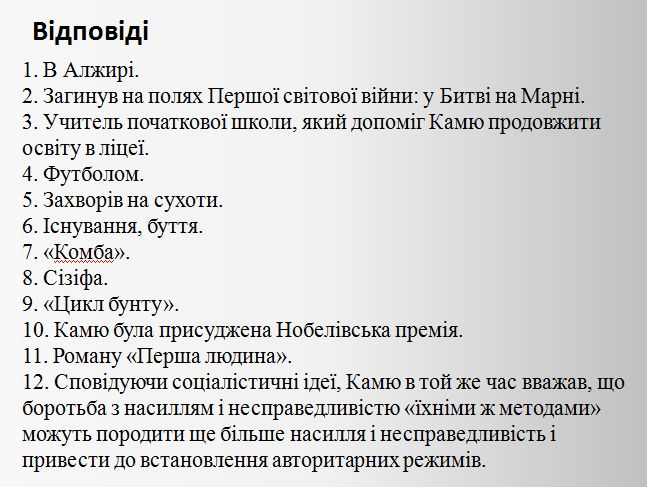 Відповіді
1. В Алжирі.
2. Загинув на полях Першої світової війни: у Битві на Марні.
3. Учитель початкової школи, який допоміг Камю продовжити
освіту в ліцеї.
4. Футболом.
5. Захворів на сухоти.
6. Існування, буття.
7. «Комба».
8. Сізіфа.
9. «Цикл бунту».
10. Камю була присуджена Нобелівська премія.
11. Роману «Перша людина».
12. Сповідуючи соціалістичні ідеї, Камю в той же час вважав, що
боротьба з насиллям і несправедливістю «їхніми ж методами»
можуть породити ще більше насилля і несправедливість і
привести до встановлення авторитарних режимів.